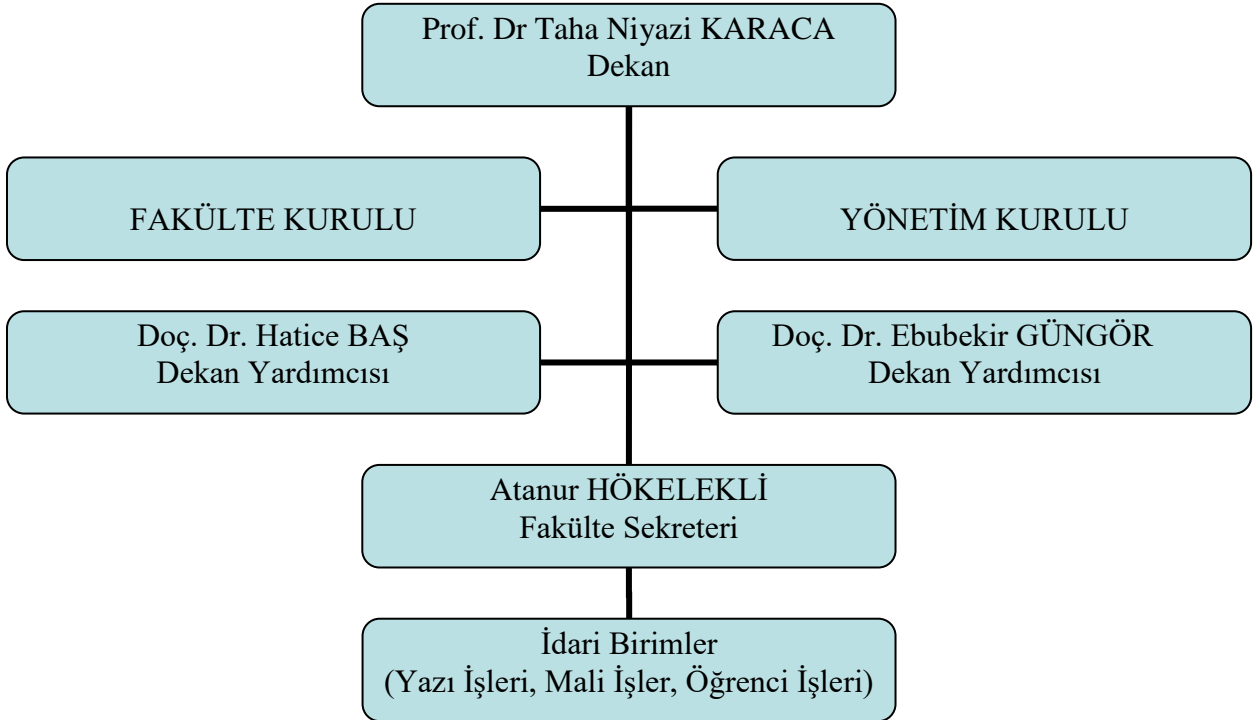 Prof. Dr Taha Niyazi KARACA
Dekan
FAKÜLTE KURULU
YÖNETİM KURULU
Doç. Dr. Hatice BAŞ
Dekan Yardımcısı
Doç. Dr. Ebubekir GÜNGÖR
Dekan Yardımcısı
Atanur HÖKELEKLİ
Fakülte Sekreteri
İdari Birimler
(Yazı İşleri, Mali İşler, Öğrenci İşleri)